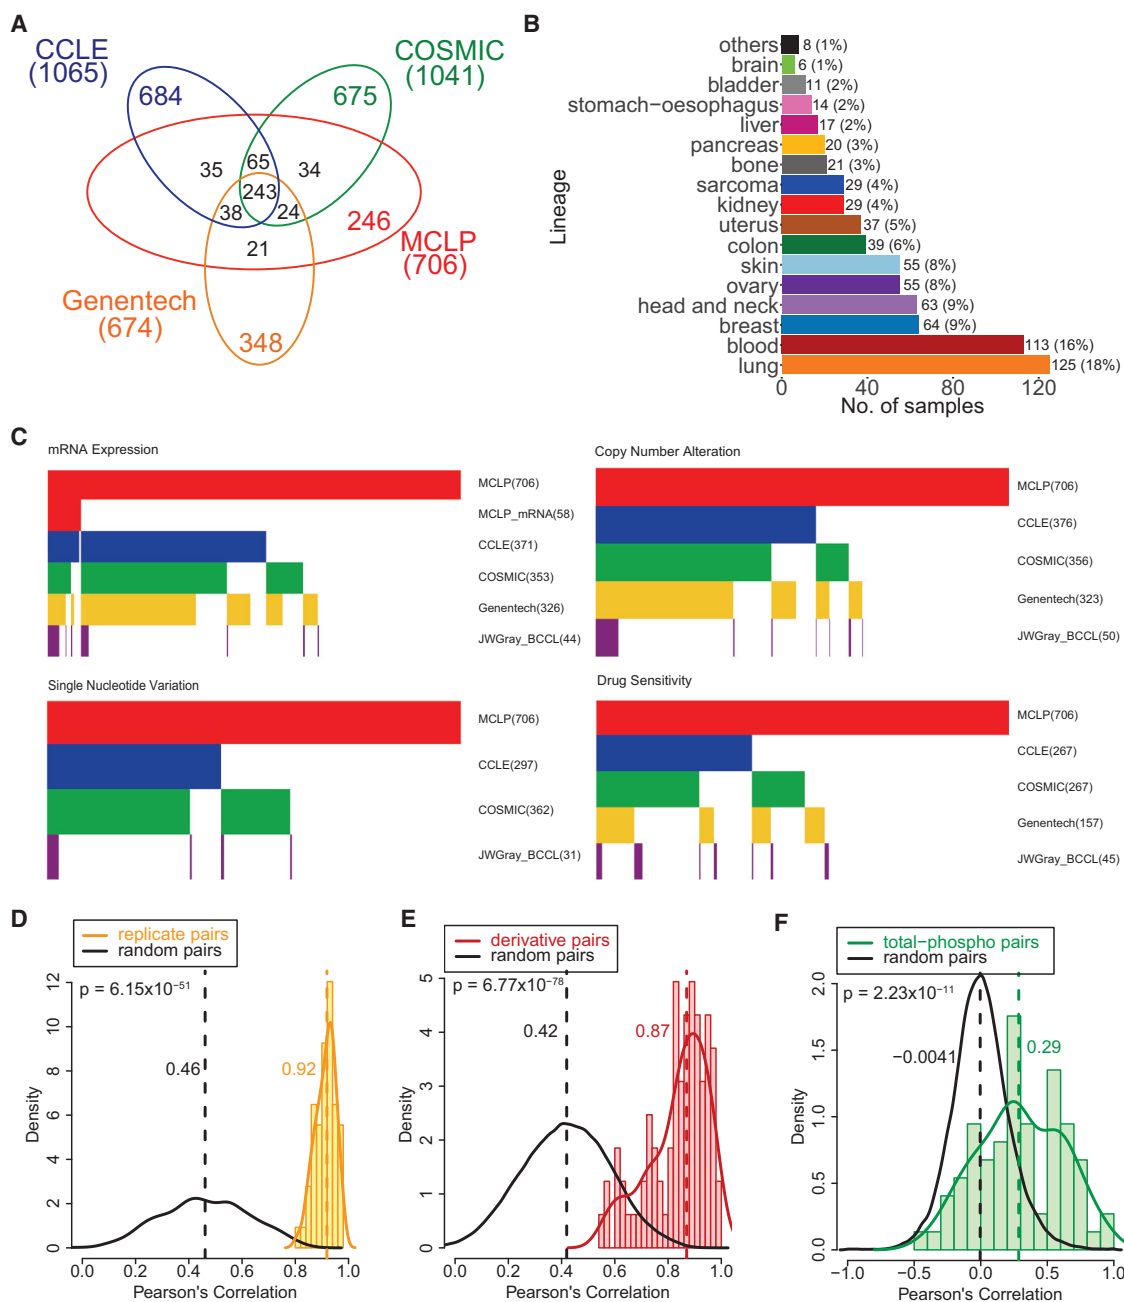 A
CCLE
(1065)
COSMIC
(1041)
684
675
35
65
34
243
38
24
246
21
MCLP
(706)
Genentech
(674)
348
B
Lineage
others 8 (1%)
brain 6 (1%)
bladder 11 (2%)
stomach−oesophagus 14 (2%)
liver 17 (2%)
pancreas 20 (3%)
bone 21 (3%)
sarcoma 29 (4%)
kidney 29 (4%)
uterus 37 (5%)
colon 39 (6%)
skin 55 (8%)
ovary 55 (8%)
head and neck 63 (9%)
breast 64 (9%)
blood 113 (16%)
lung 125 (18%)
0 40 80 120
No. of samples
C
mRNA Expression
MCLP(706)
MCLP_mRNA(58)
CCLE(371)
COSMIC(353)
Genentech(326)
JWGray_BCCL(44)
Copy Number Alteration
MCLP(706)
CCLE(376)
COSMIC(356)
Genentech(323)
JWGray_BCCL(50)
Single Nucleotide Variation
MCLP(706)
CCLE(297)
COSMIC(362)
JWGray_BCCL(31)
Drug Sensitivity
MCLP(706)
CCLE(267)
COSMIC(267)
Genentech(157)
JWGray_BCCL(45)
D
replicate pairs
random pairs
p = 6.15x10⁻⁵¹
0.46
0.92
Density
12
10
8
6
4
2
0
0.0 0.2 0.4 0.6 0.8 1.0
Pearson's Correlation
E
derivative pairs
random pairs
p = 6.77x10⁻⁷⁸
0.42
0.87
Density
5
4
3
2
1
0
0.0 0.2 0.4 0.6 0.8 1.0
Pearson's Correlation
F
total−phospho pairs
random pairs
p = 2.23x10⁻¹¹
−0.0041
0.29
Density
2.0
1.5
1.0
0.5
0.0
−1.0 −0.5 0.0 0.5 1.0
Pearson's Correlation